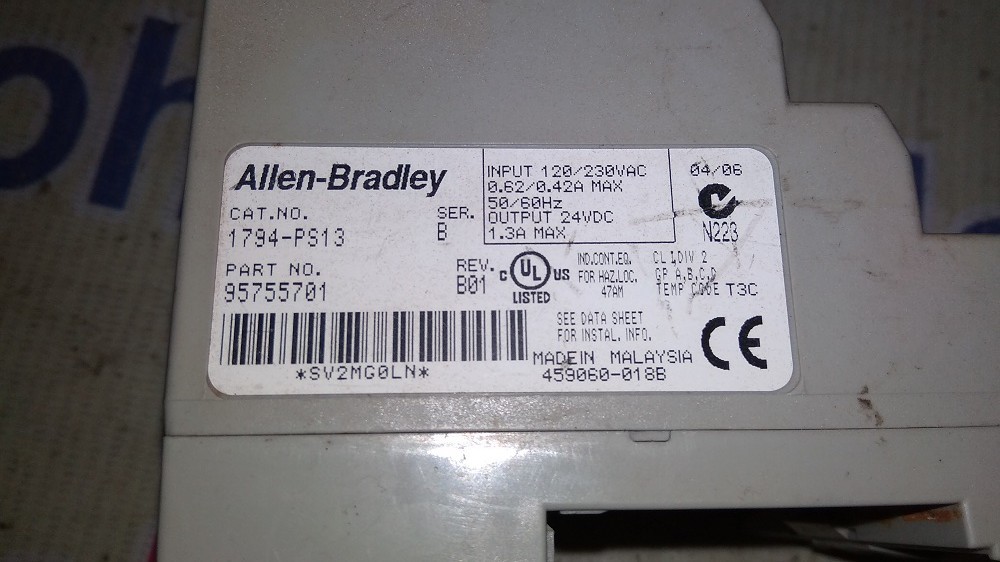 Allen-Bradley
CAT.NO.
SER.
1794-PS13
B
PART NO.
REV.
95755701
B01
INPUT 120/230VAC
0.62/0.42A MAX
50/60Hz
OUTPUT 24VDC
1.3A MAX
04/06
N223
C UL US
LISTED
IND.CONT.EQ.
FOR HAZ.LOC.
47AM
CL I,DIV 2
GP A,B,C,D
TEMP CODE T3C
SEE DATA SHEET
FOR INSTAL. INFO.
*SV2MG0LN*
MADEIN MALAYSIA
459060-018B
CE
oh